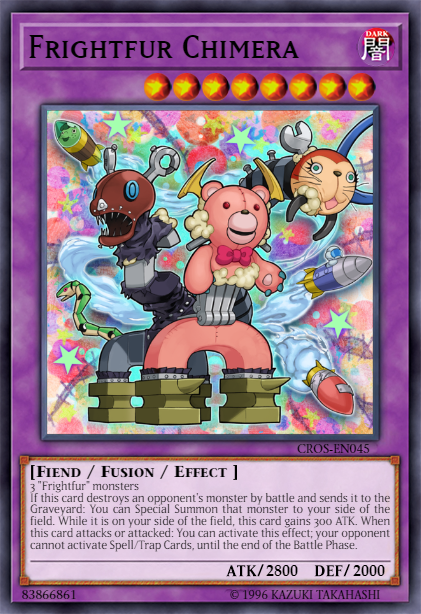 FRIGHTFUR CHIMERA
DARK
闇
CROS-EN045
[FIEND / FUSION / EFFECT ]
3 "Frightfur" monsters
If this card destroys an opponent's monster by battle and sends it to the
Graveyard: You can Special Summon that monster to your side of the
field. While it is on your side of the field, this card gains 300 ATK. When
this card attacks or attacked: You can activate this effect; your opponent
cannot activate Spell/Trap Cards, until the end of the Battle Phase.
ATK/2800 DEF/2000
83866861 ©1996 KAZUKI TAKAHASHI